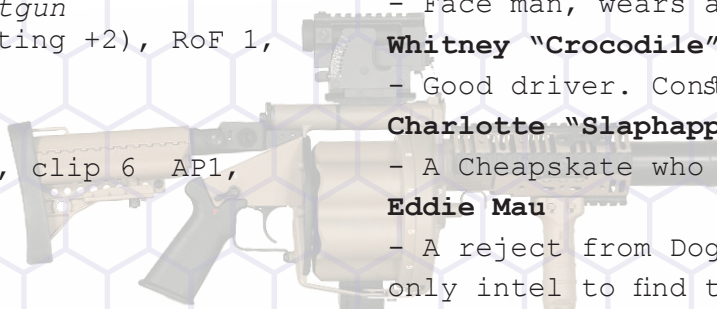 tgun
ting +2), RoF 1,
, clip 6 AP1,
- Face man, wears a
Whitney “Crocodile”
- Good driver. Cons
Charlotte “Slaphapp
- A Cheapskate who
Eddie Mau
- A reject from Dog
only intel to find t